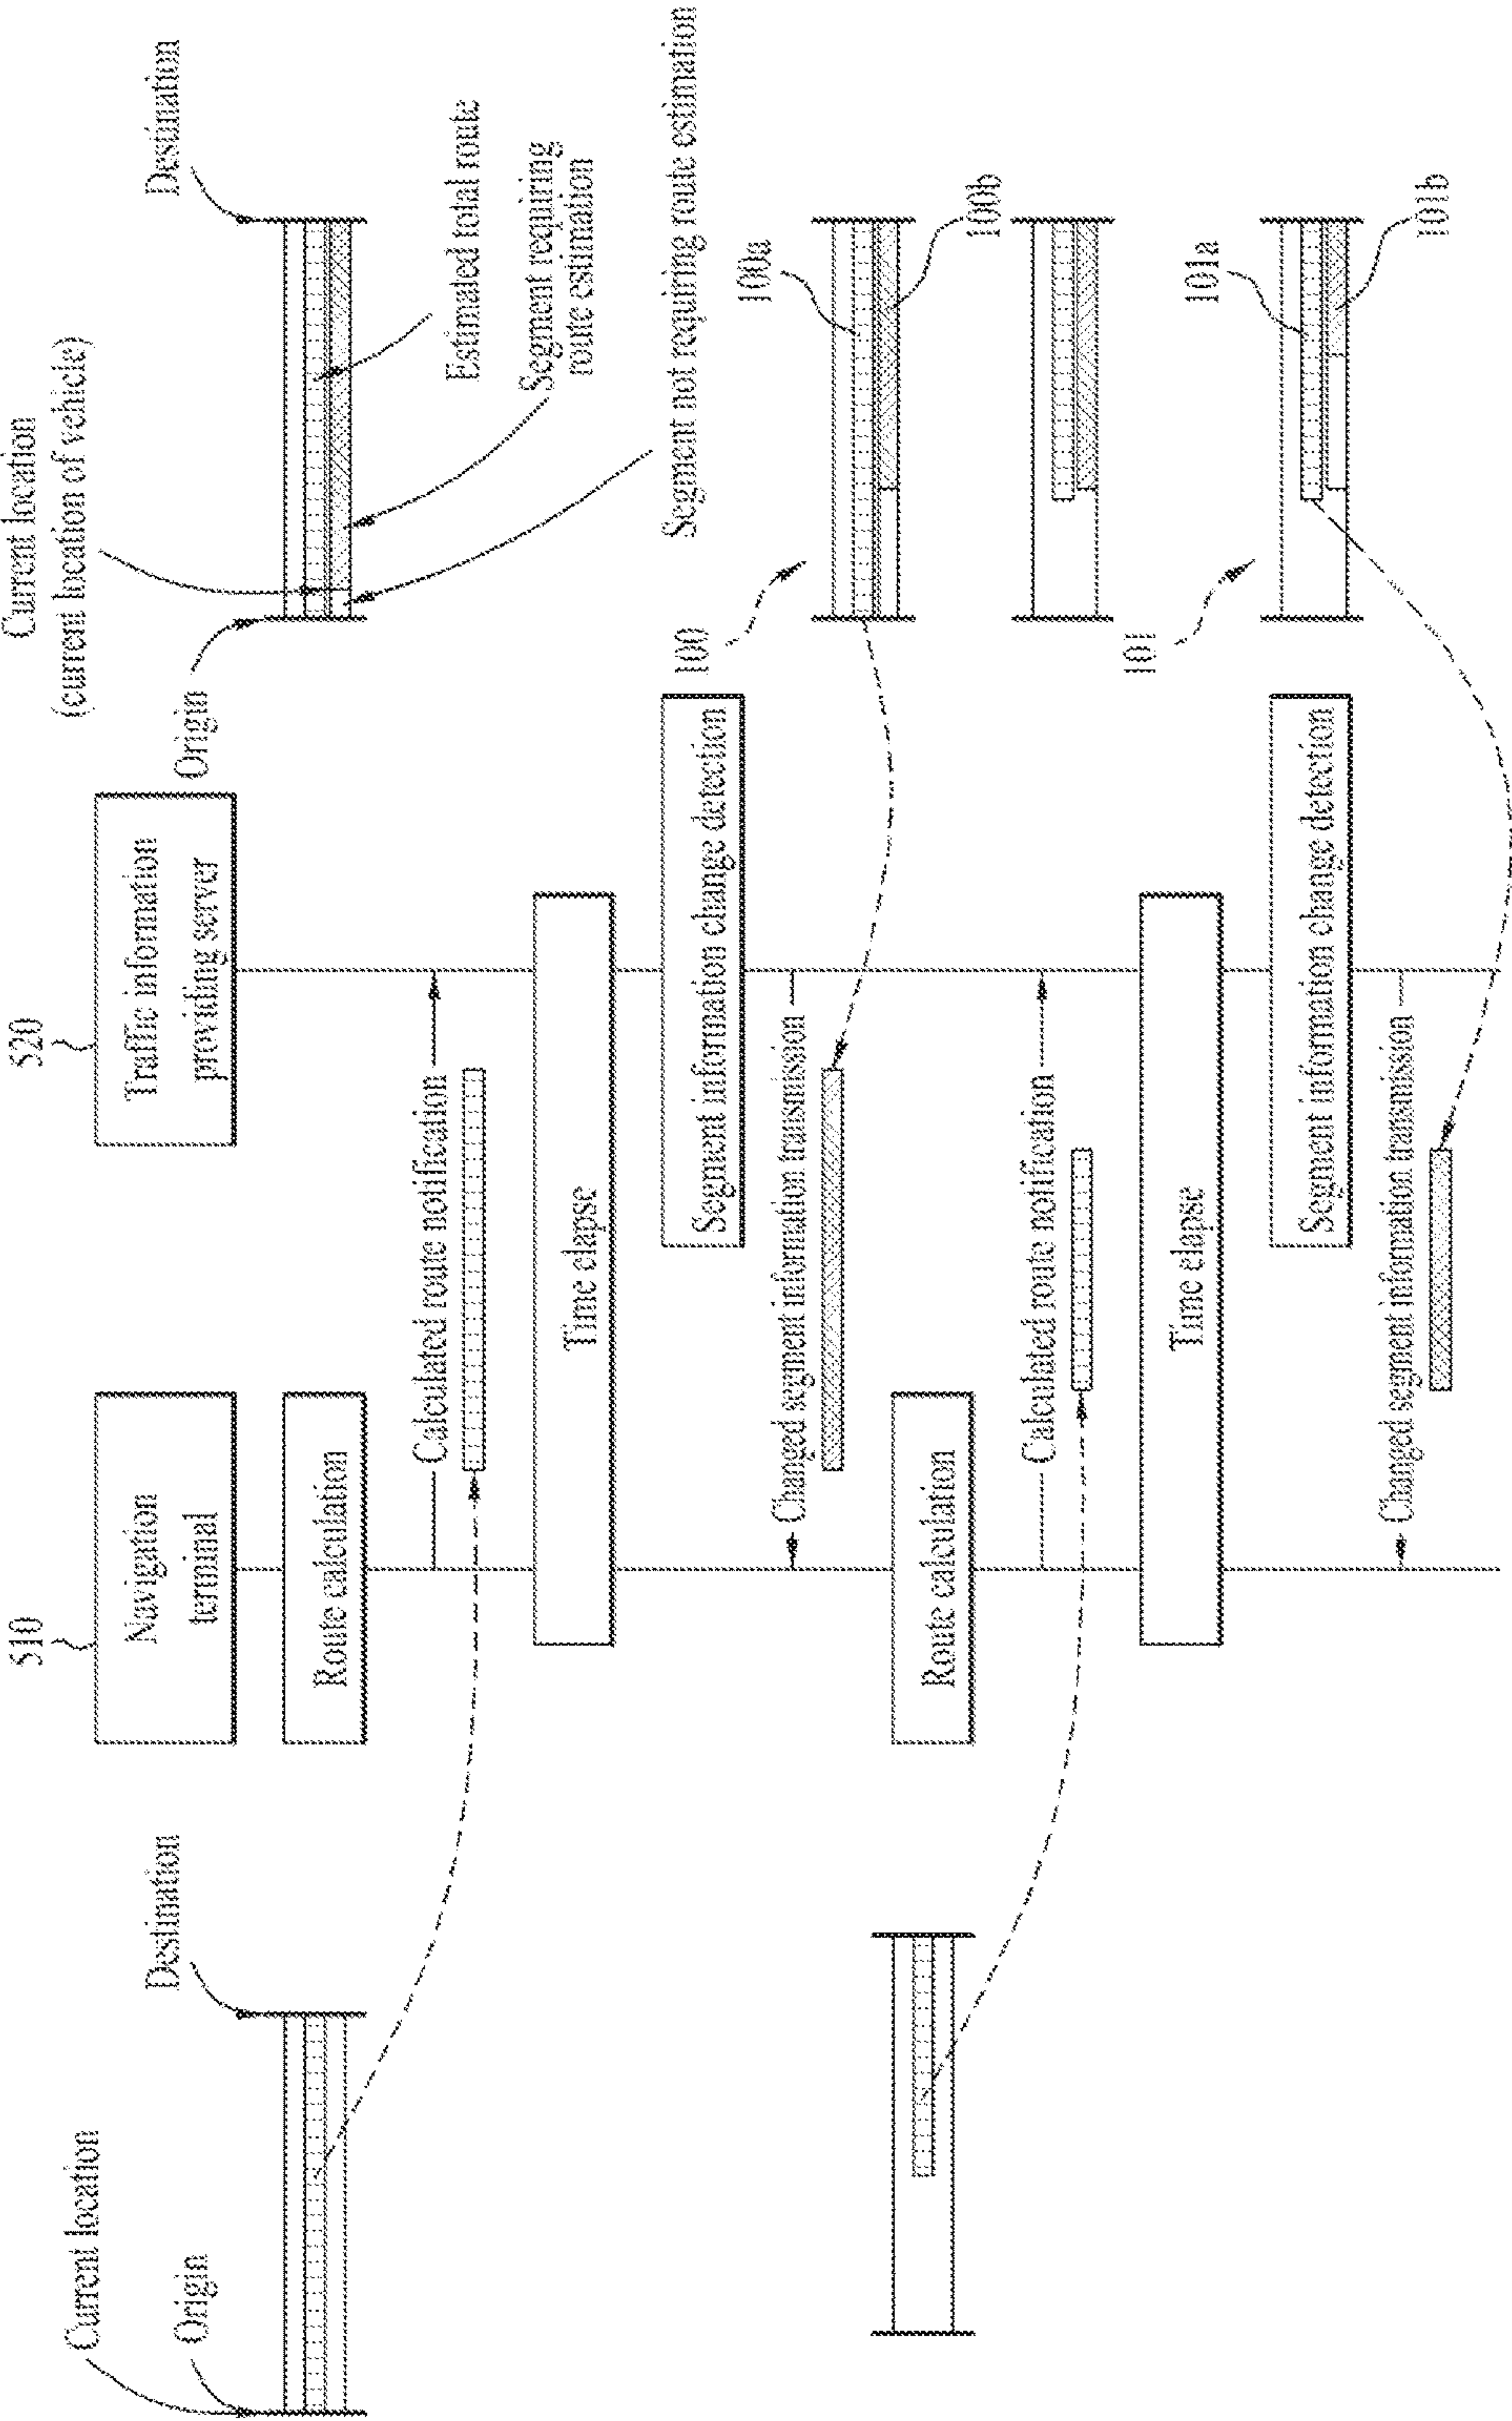 Current location
Origin
Destination
510
Navigation
terminal
520
Traffic information
providing server
Current location
(current location of vehicle)
Origin
Destination
Route calculation
Calculated route notification
Estimaled total route
Segment requiring
route estimation
Segment not requiring route estimation
Time elapse
Segment information change detection
100
100a
100b
Changed segment information transmission
Route calculation
Calculated route notification
Time elapse
101
101a
101b
Segment information change detection
Changed segment information transmission